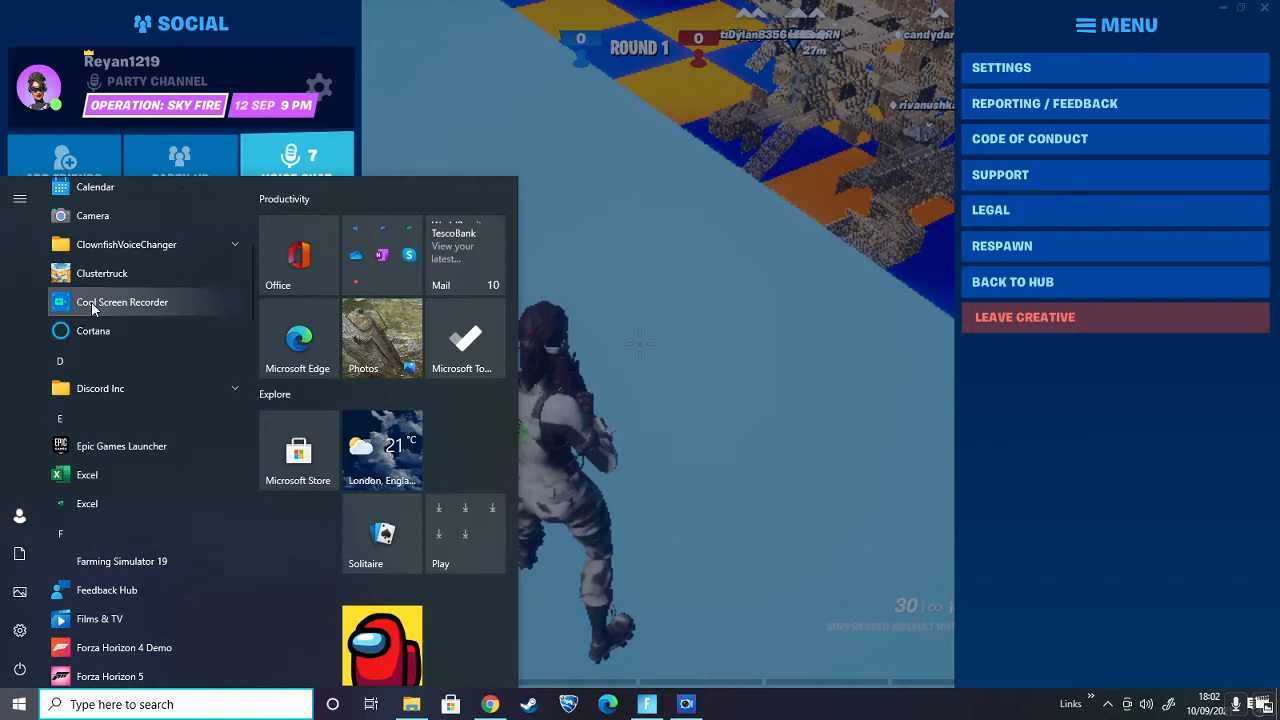 SOCIAL
Reyan1219
PARTY CHANNEL
OPERATION: SKY FIRE 12 SEP 9 PM
7
0 ROUND 1 0
27m
candydar
MENU
SETTINGS
REPORTING / FEEDBACK
CODE OF CONDUCT
SUPPORT
LEGAL
RESPAWN
BACK TO HUB
LEAVE CREATIVE
Calendar
Camera
ClownfishVoiceChanger
Clustertruck
Cool Screen Recorder
Cortana
D
Discord Inc
E
Epic Games Launcher
Excel
Excel
F
Farming Simulator 19
Feedback Hub
Films & TV
Forza Horizon 4 Demo
Forza Horizon 5
Productivity
Office
TescoBank
View your
latest...
Mail 10
Microsoft Edge
Photos
Microsoft To...
Explore
Microsoft Store
21°C
London, Engla...
Solitaire
Play
30 / ∞
Type here to search
Links
18:02